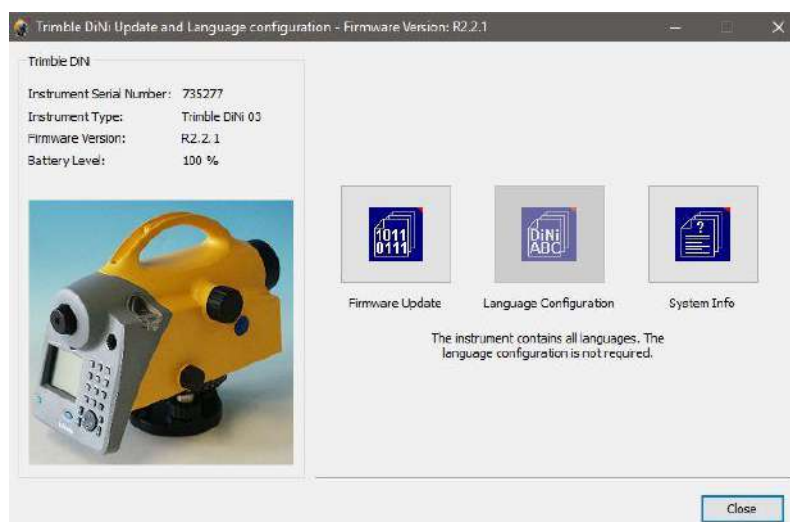 Trimble DiNi Update and Language configuration - Firmware Version: R2.2.1
Trimble DiNi
Instrument Serial Number: 735277
Instrument Type: Trimble DiNi 03
Firmware Version: R2.2.1
Battery Level: 100 %
1011
0111
DiNi
ABC
?
Firmware Update
Language Configuration
System Info
The instrument contains all languages. The
language configuration is not required.
Close